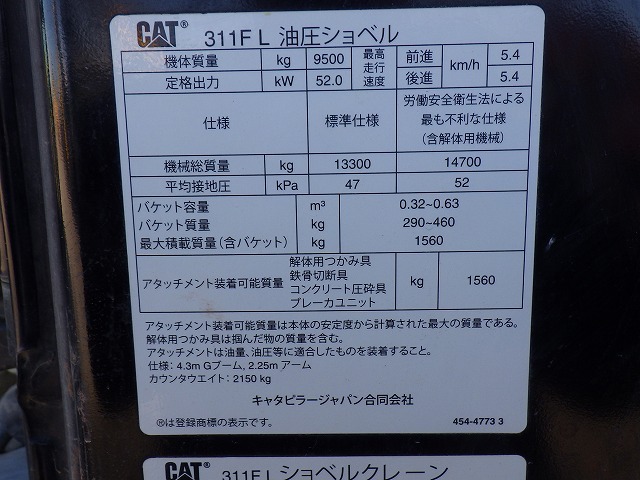 CAT® 311F L 油圧ショベル
機体質量 kg 9500 最高走行速度 前進 km/h 5.4
定格出力 kW 52.0 後進 5.4
仕様 標準仕様 労働安全衛生法による
最も不利な仕様
(含解体用機械)
機械総質量 kg 13300 14700
平均接地圧 kPa 47 52
バケット容量 m³ 0.32~0.63
バケット質量 kg 290~460
最大積載質量(含バケット) kg 1560
アタッチメント装着可能質量 解体用つかみ具 kg 1560
鉄骨切断具
コンクリート圧砕具
ブレーカユニット
アタッチメント装着可能質量は本体の安定度から計算された最大の質量である。
解体用つかみ具は掴んだ物の質量を含む。
アタッチメントは油量、油圧等に適合したものを装着すること。
仕様: 4.3m Gブーム, 2.25m アーム
カウンタウエイト: 2150 kg
キャタピラージャパン合同会社
®は登録商標の表示です。 454-4773 3
CAT® 311F L ショベルクレーン